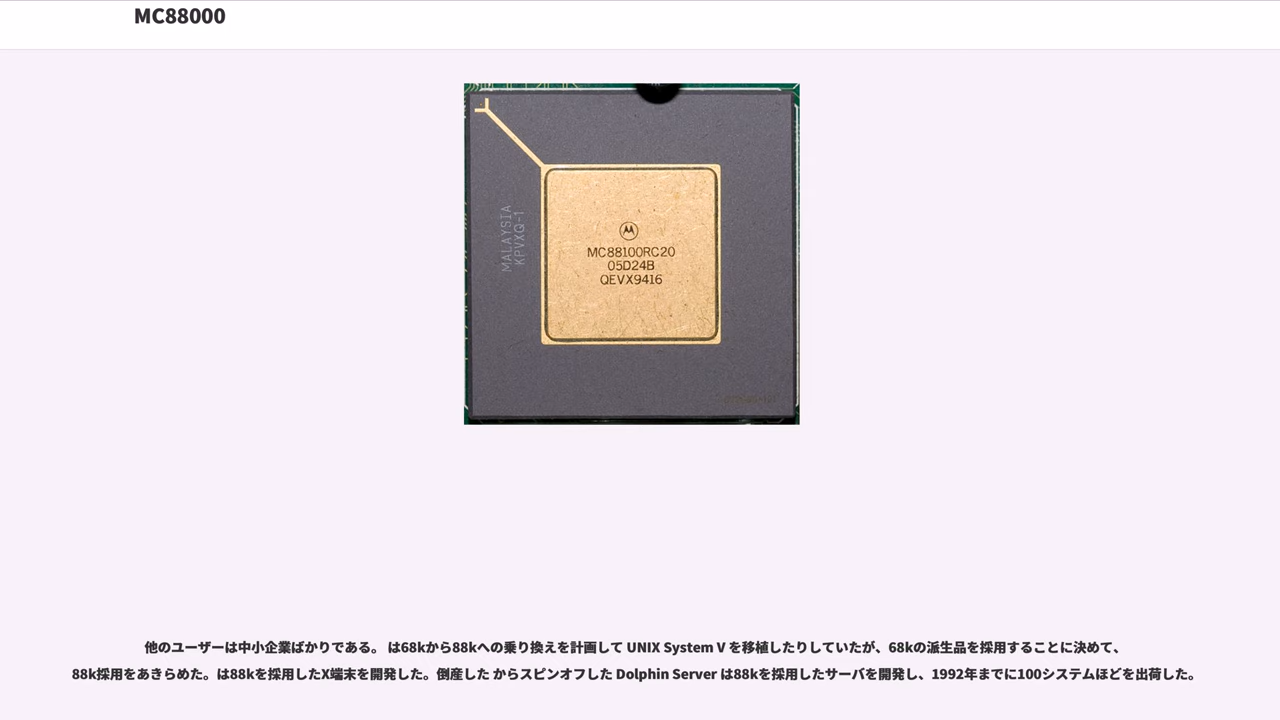 MC88000
MALAYSIA
KPVXQ-1
MC88100RC20
05D24B
QEVX9416
他のユーザーは中小企業ばかりである。 は68kから88kへの乗り換えを計画して UNIX System V を移植したりしていたが、68kの派生品を採用することに決めて、
88k採用をあきらめた。は88kを採用したX端末を開発した。倒産した からスピンオフした Dolphin Server は88kを採用したサーバを開発し、1992年までに100システムほどを出荷した。